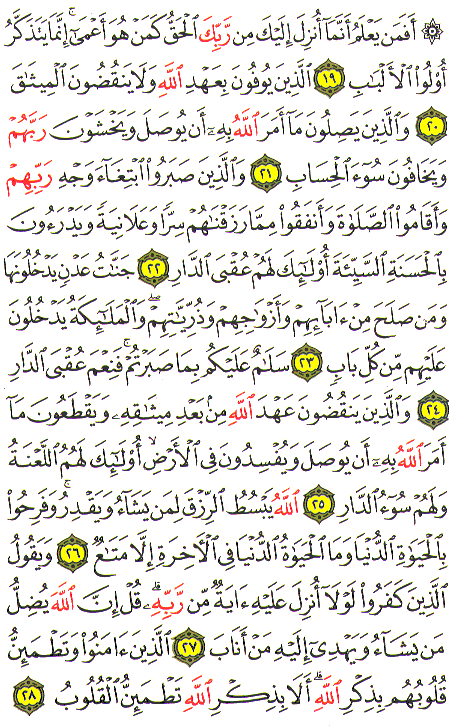 ۞ أَفَمَن يَعْلَمُ أَنَّمَآ أُنزِلَ إِلَيْكَ مِن رَّبِّكَ ٱلْحَقُّ كَمَنْ هُوَ أَعْمَىٰٓ ۚ إِنَّمَا يَتَذَكَّرُ
أُو۟لُوا۟ ٱلْأَلْبَـٰبِ ١٩ ٱلَّذِينَ يُوفُونَ بِعَهْدِ ٱللَّهِ وَلَا يَنقُضُونَ ٱلْمِيثَـٰقَ
٢٠ وَٱلَّذِينَ يَصِلُونَ مَآ أَمَرَ ٱللَّهُ بِهِۦٓ أَن يُوصَلَ وَيَخْشَوْنَ رَبَّهُمْ
وَيَخَافُونَ سُوٓءَ ٱلْحِسَابِ ٢١ وَٱلَّذِينَ صَبَرُوا۟ ٱبْتِغَآءَ وَجْهِ رَبِّهِمْ
وَأَقَامُوا۟ ٱلصَّلَوٰةَ وَأَنفَقُوا۟ مِمَّا رَزَقْنَـٰهُمْ سِرًّا وَعَلَانِيَةً وَيَدْرَءُونَ
بِٱلْحَسَنَةِ ٱلسَّيِّئَةَ أُو۟لَـٰٓئِكَ لَهُمْ عُقْبَى ٱلدَّارِ ٢٢ جَنَّـٰتُ عَدْنٍ يَدْخُلُونَهَا
وَمَن صَلَحَ مِنْ ءَابَآئِهِمْ وَأَزْوَٰجِهِمْ وَذُرِّيَّـٰتِهِمْ ۖ وَٱلْمَلَـٰٓئِكَةُ يَدْخُلُونَ
عَلَيْهِم مِّن كُلِّ بَابٍ ٢٣ سَلَـٰمٌ عَلَيْكُم بِمَا صَبَرْتُمْ ۚ فَنِعْمَ عُقْبَى ٱلدَّارِ
٢٤ وَٱلَّذِينَ يَنقُضُونَ عَهْدَ ٱللَّهِ مِنۢ بَعْدِ مِيثَـٰقِهِۦ وَيَقْطَعُونَ مَآ
أَمَرَ ٱللَّهُ بِهِۦٓ أَن يُوصَلَ وَيُفْسِدُونَ فِى ٱلْأَرْضِ ۙ أُو۟لَـٰٓئِكَ لَهُمُ ٱللَّعْنَةُ
وَلَهُمْ سُوٓءُ ٱلدَّارِ ٢٥ ٱللَّهُ يَبْسُطُ ٱلرِّزْقَ لِمَن يَشَآءُ وَيَقْدِرُ ۚ وَفَرِحُوا۟
بِٱلْحَيَوٰةِ ٱلدُّنْيَا وَمَا ٱلْحَيَوٰةُ ٱلدُّنْيَا فِى ٱلْـَٔاخِرَةِ إِلَّا مَتَـٰعٌ ٢٦ وَيَقُولُ
ٱلَّذِينَ كَفَرُوا۟ لَوْلَآ أُنزِلَ عَلَيْهِ ءَايَةٌ مِّن رَّبِّهِۦ ۗ قُلْ إِنَّ ٱللَّهَ يُضِلُّ
مَن يَشَآءُ وَيَهْدِىٓ إِلَيْهِ مَنْ أَنَابَ ٢٧ ٱلَّذِينَ ءَامَنُوا۟ وَتَطْمَئِنُّ
قُلُوبُهُم بِذِكْرِ ٱللَّهِ ۗ أَلَا بِذِكْرِ ٱللَّهِ تَطْمَئِنُّ ٱلْقُلُوبُ ٢٨